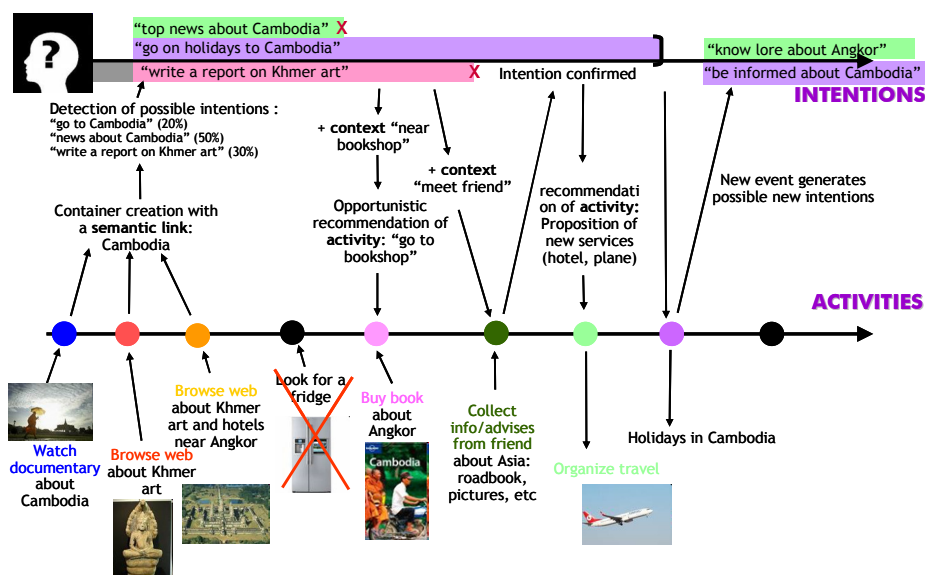 ?
“top news about Cambodia” X
“go on holidays to Cambodia”
“write a report on Khmer art” X
Intention confirmed
“know lore about Angkor”
“be informed about Cambodia”
INTENTIONS
Detection of possible intentions :
“go to Cambodia” (20%)
“news about Cambodia” (50%)
“write a report on Khmer art” (30%)
+ context “near
bookshop”
+ context
“meet friend”
Container creation with
a semantic link:
Cambodia
Opportunistic
recommendation of
activity: “go to
bookshop”
recommendati
on of activity:
Proposition of
new services
(hotel, plane)
New event generates
possible new intentions
ACTIVITIES
Watch
documentary
about
Cambodia
Browse web
about Khmer
art
Browse web
about Khmer
art and hotels
near Angkor
Look for a
fridge
Buy book
about
Angkor
Cambodia
Collect
info/advises
from friend
about Asia:
roadbook,
pictures, etc
Organize travel
Holidays in Cambodia